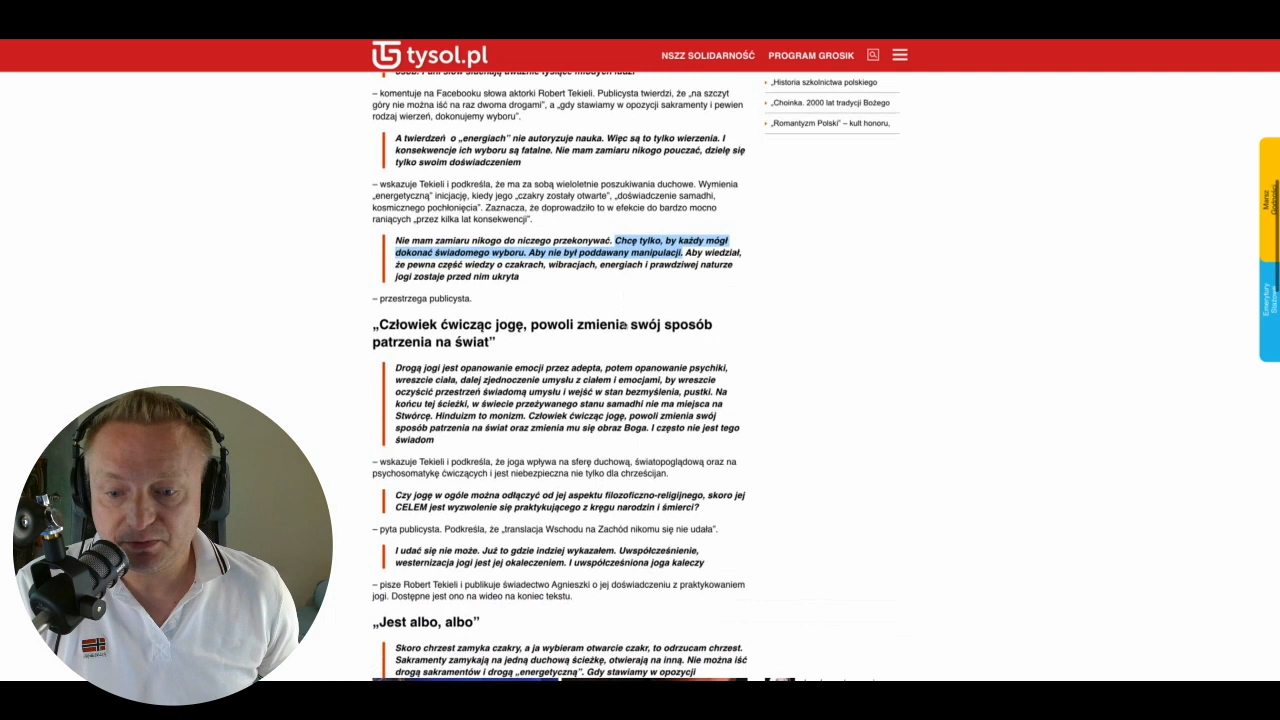 tysol.pl
NSZZ SOLIDARNOŚĆ PROGRAM GROSIK
– komentuje na Facebooku słowa aktorki Robert Tekieli. Publicysta twierdzi, że „na szczyt
góry nie można iść na raz dwoma drogami”, a „gdy stawiamy w opozycji sakramenty i pewien
rodzaj wierzeń, dokonujemy wyboru”.
A twierdzeń o „energiach” nie autoryzuje nauka. Więc są to tylko wierzenia. I
konsekwencje ich wyboru są fatalne. Nie mam zamiaru nikogo pouczać, dzielę się
tylko swoim doświadczeniem
– wskazuje Tekieli i podkreśla, że ma za sobą wieloletnie poszukiwania duchowe. Wymienia
„energetyczną” inicjację, kiedy jego „czakry zostały otwarte”, „doświadczenie samadhi,
kosmicznego pochłonięcia”. Zaznacza, że doprowadziło to w efekcie do bardzo mocno
raniących „przez kilka lat konsekwencji”.
Nie mam zamiaru nikogo do niczego przekonywać. Chcę tylko, by każdy mógł
dokonać świadomego wyboru. Aby nie był poddawany manipulacji. Aby wiedział,
że pewna część wiedzy o czakrach, wibracjach, energiach i prawdziwej naturze
jogi zostaje przed nim ukryta
– przestrzega publicysta.
„Człowiek ćwicząc jogę, powoli zmienia swój sposób
patrzenia na świat”
Drogą jogi jest opanowanie emocji przez adepta, potem opanowanie psychiki,
wreszcie ciała, dalej zjednoczenie umysłu z ciałem i emocjami, by wreszcie
oczyścić przestrzeń świadomą umysłu i wejść w stan bezmyślenia, pustki. Na
końcu tej ścieżki, w świecie przeżywanego stanu samadhi nie ma miejsca na
Stwórcę. Hinduizm to monizm. Człowiek ćwicząc jogę, powoli zmienia swój
sposób patrzenia na świat oraz zmienia mu się obraz Boga. I często nie jest tego
świadom
– wskazuje Tekieli i podkreśla, że joga wpływa na sferę duchową, światopoglądową oraz na
psychosomatykę ćwiczących i jest niebezpieczna nie tylko dla chrześcijan.
Czy jogę w ogóle można odłączyć od jej aspektu filozoficzno-religijnego, skoro jej
CELEM jest wyzwolenie się praktykującego z kręgu narodzin i śmierci?
– pyta publicysta. Podkreśla, że „translacja Wschodu na Zachód nikomu się nie udała”.
I udać się nie może. Już to gdzie indziej wykazałem. Uwspółcześnienie,
westernizacja jogi jest jej okaleczeniem. I uwspółcześniona joga kaleczy
– pisze Robert Tekieli i publikuje świadectwo Agnieszki o jej doświadczeniu z praktykowaniem
jogi. Dostępne jest ono na wideo na koniec tekstu.
„Jest albo, albo”
Skoro chrzest zamyka czakry, a ja wybieram otwarcie czakr, to odrzucam chrzest.
Sakramenty zamykają na jedną duchową ścieżkę, otwierają na inną. Nie można iść
drogą sakramentów i drogą „energetyczną”. Gdy stawiamy w opozycji
„Historia szkolnictwa polskiego
„Choinka. 2000 lat tradycji Bożego
„Romantyzm Polski” – kult honoru,
Marsz
Godności
Emerytury